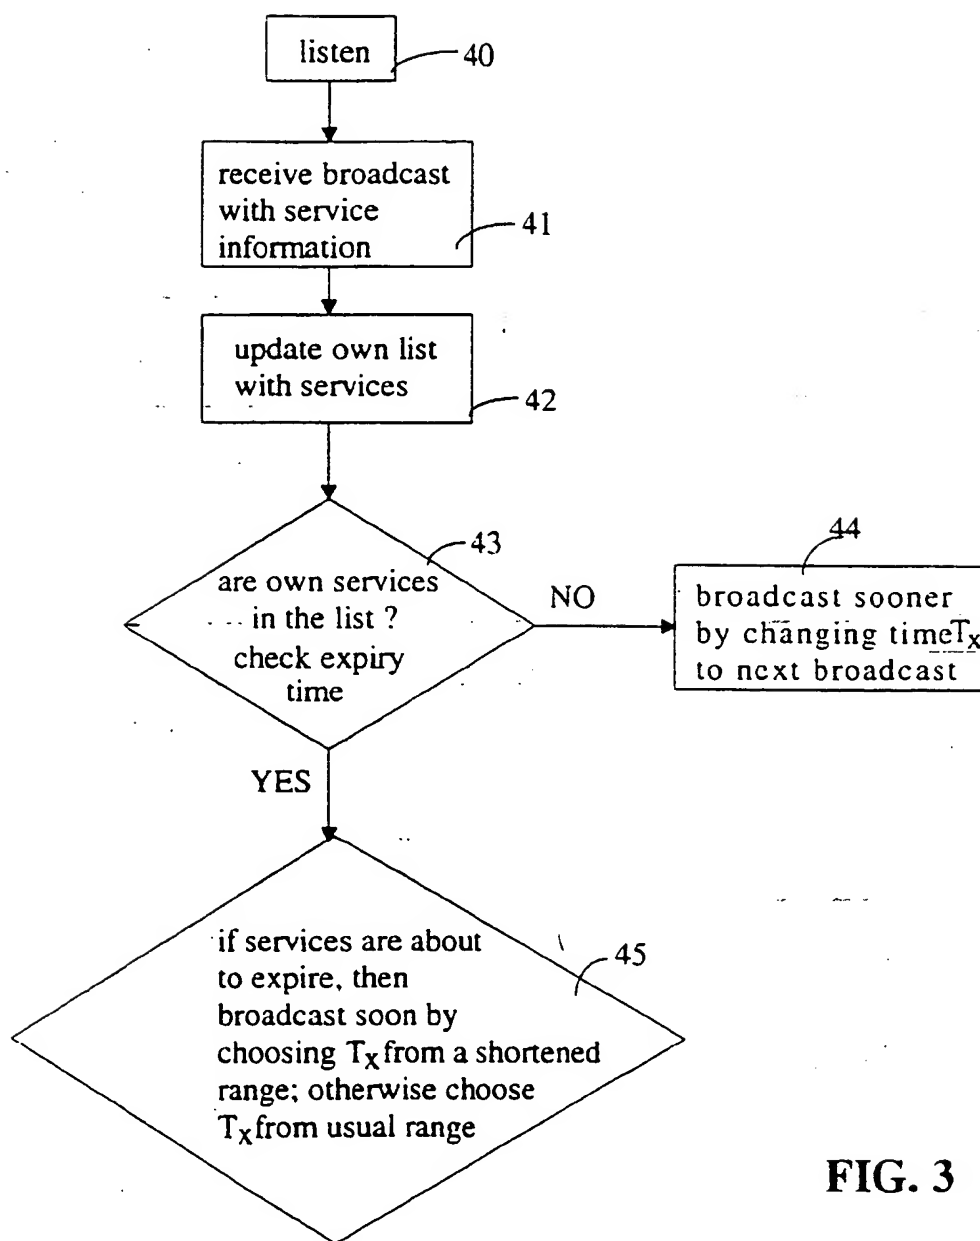 listen
40
receive broadcast
with service
information
41
update own list
with services
42
43
are own services
in the list ?
check expiry
time
NO
44
broadcast sooner
by changing time Tx
to next broadcast
YES
if services are about
to expire, then
broadcast soon by
choosing Tx from a shortened
range; otherwise choose
Tx from usual range
45
FIG. 3